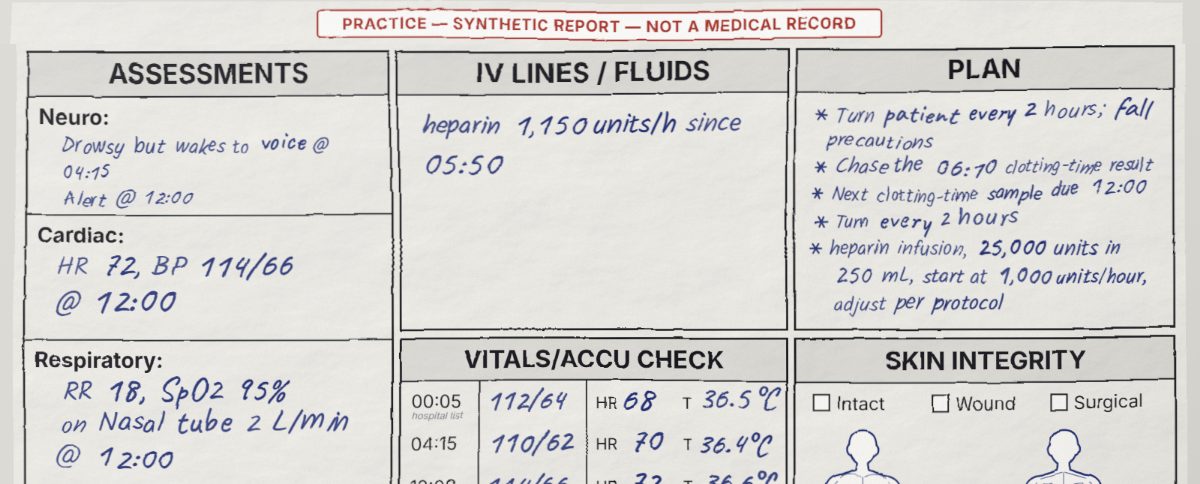 PRACTICE — SYNTHETIC REPORT — NOT A MEDICAL RECORD
ASSESSMENTS
Neuro:
Drowsy but wakes to voice @
04:15
Alert @ 12:00
Cardiac:
HR 72, BP 114/66
@ 12:00
Respiratory:
RR 18, SpO2 95%
on Nasal tube 2 L/min
@ 12:00
IV LINES / FLUIDS
heparin 1,150 units/h since
05:50
VITALS/ACCU CHECK
00:05 112/64 HR 68 T 36.5°C
hospital list
04:15 110/62 HR 70 T 36.4°C
PLAN
* Turn patient every 2 hours; fall
precautions
* Chase the 06:10 clotting-time result
* Next clotting-time sample due 12:00
* Turn every 2 hours
* heparin infusion, 25,000 units in
250 mL, start at 1,000 units/hour,
adjust per protocol
SKIN INTEGRITY
Intact Wound Surgical